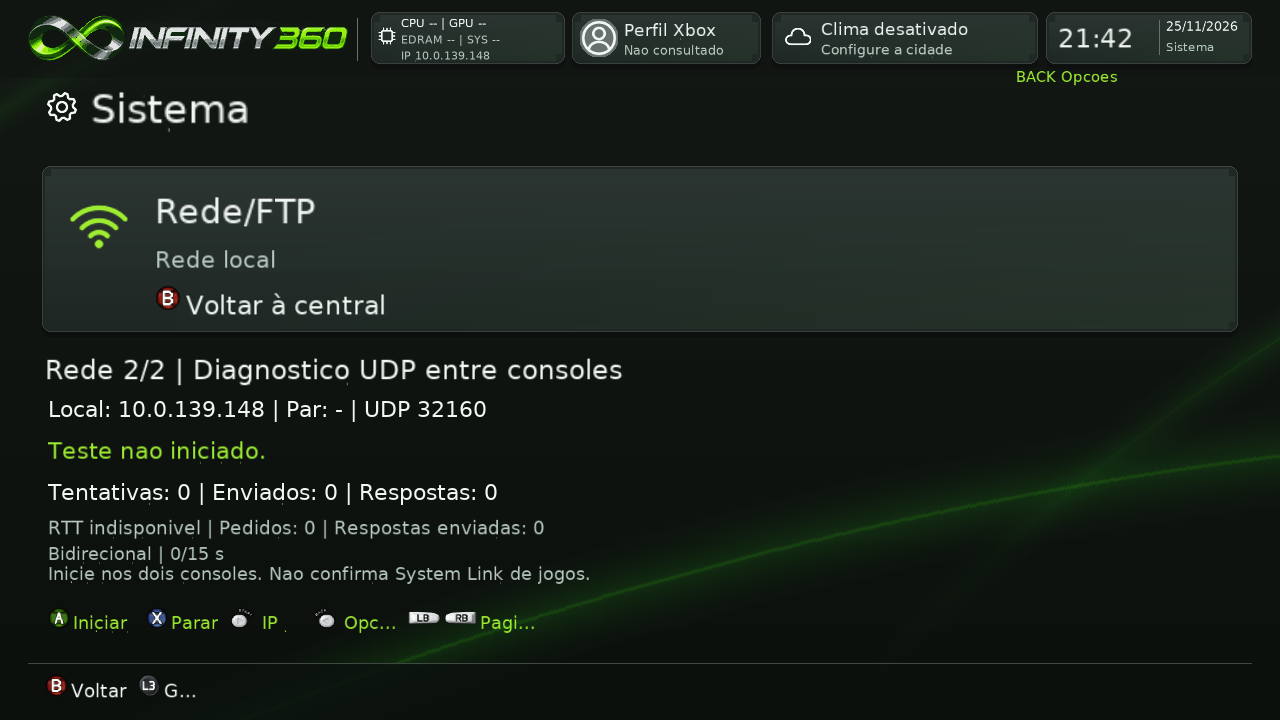 INFINITY 360
CPU -- | GPU --
EDRAM -- | SYS --
IP 10.0.139.148
Perfil Xbox
Nao consultado
Clima desativado
Configure a cidade
21:42
25/11/2026
Sistema
BACK Opcoes
Sistema
Rede/FTP
Rede local
B Voltar à central
Rede 2/2 | Diagnostico UDP entre consoles
Local: 10.0.139.148 | Par: - | UDP 32160
Teste nao iniciado.
Tentativas: 0 | Enviados: 0 | Respostas: 0
RTT indisponivel | Pedidos: 0 | Respostas enviadas: 0
Bidirecional | 0/15 s
Inicie nos dois consoles. Nao confirma System Link de jogos.
A Iniciar X Parar START IP BACK Opc... LB RB Pagi...
B Voltar L3 G...